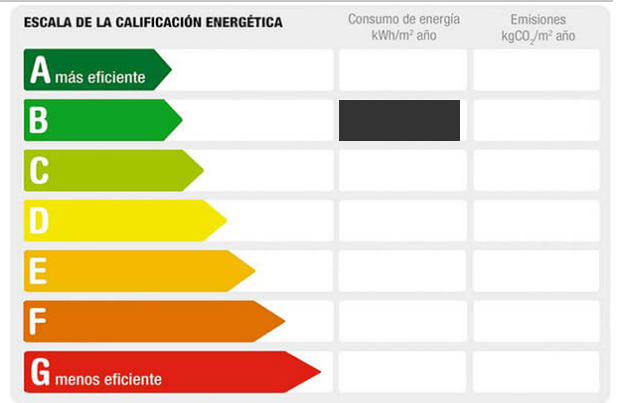 ESCALA DE LA CALIFICACIÓN ENERGÉTICA
Consumo de energía
kWh/m² año
Emisiones
kgCO₂/m² año
A más eficiente
B
C
D
E
F
G menos eficiente